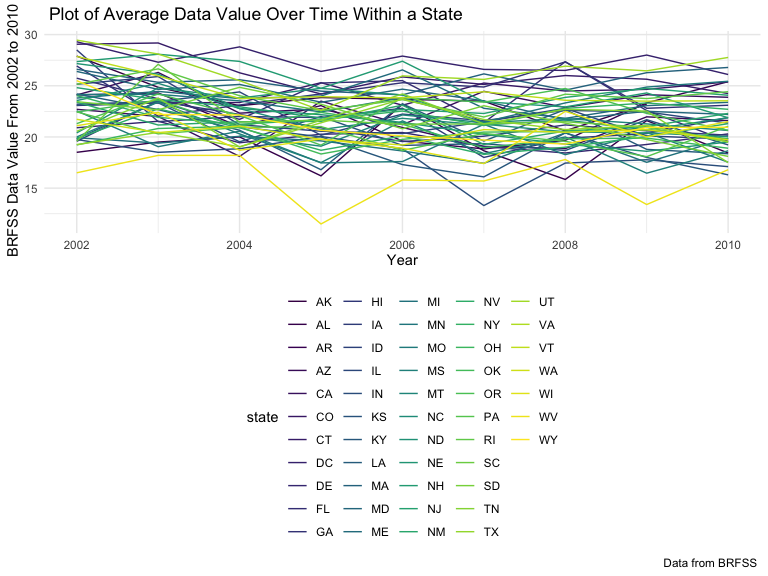 Plot of Average Data Value Over Time Within a State
BRFSS Data Value From 2002 to 2010
30
25
20
15
2002 2004 2006 2008 2010
Year
state
AK HI MI NV UT
AL IA MN NY VA
AR ID MO OH VT
AZ IL MS OK WA
CA IN MT OR WI
CO KS NC PA WV
CT KY ND RI WY
DC LA NE SC
DE MA NH SD
FL MD NJ TN
GA ME NM TX
Data from BRFSS